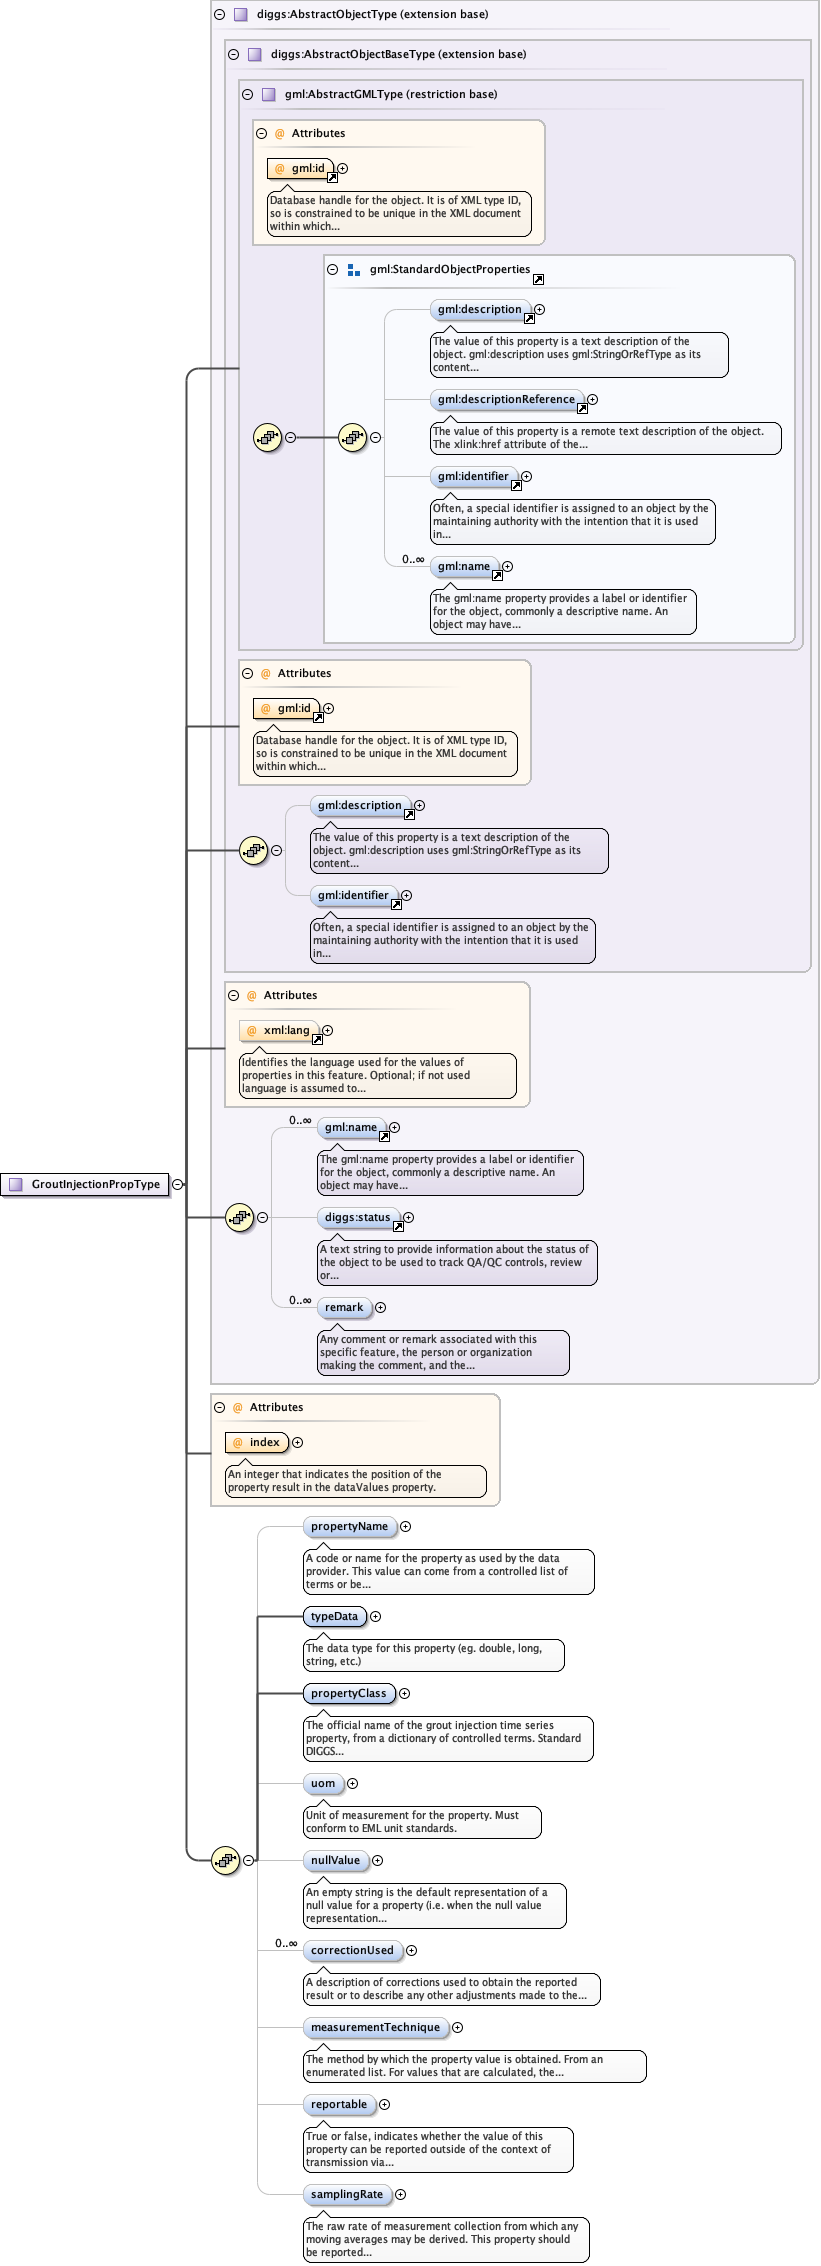 diggs:AbstractObjectType (extension base)
diggs:AbstractObjectBaseType (extension base)
gml:AbstractGMLType (restriction base)
@ Attributes
@ gml:id
Database handle for the object. It is of XML type ID,
so is constrained to be unique in the XML document
within which...
gml:StandardObjectProperties
gml:description
The value of this property is a text description of the
object. gml:description uses gml:StringOrRefType as its
content...
gml:descriptionReference
The value of this property is a remote text description of the object.
The xlink:href attribute of the...
gml:identifier
Often, a special identifier is assigned to an object by the
maintaining authority with the intention that it is used
in...
0..∞
gml:name
The gml:name property provides a label or identifier
for the object, commonly a descriptive name. An
object may have...
@ Attributes
@ gml:id
Database handle for the object. It is of XML type ID,
so is constrained to be unique in the XML document
within which...
gml:description
The value of this property is a text description of the
object. gml:description uses gml:StringOrRefType as its
content...
gml:identifier
Often, a special identifier is assigned to an object by the
maintaining authority with the intention that it is used
in...
@ Attributes
@ xml:lang
Identifies the language used for the values of
properties in this feature. Optional; if not used
language is assumed to...
0..∞
gml:name
The gml:name property provides a label or identifier
for the object, commonly a descriptive name. An
object may have...
GroutInjectionPropType
diggs:status
A text string to provide information about the status of
the object to be used to track QA/QC controls, review
or...
0..∞
remark
Any comment or remark associated with this
specific feature, the person or organization
making the comment, and the...
@ Attributes
@ index
An integer that indicates the position of the
property result in the dataValues property.
propertyName
A code or name for the property as used by the data
provider. This value can come from a controlled list of
terms or be...
typeData
The data type for this property (eg. double, long,
string, etc.)
propertyClass
The official name of the grout injection time series
property, from a dictionary of controlled terms. Standard
DIGGS...
uom
Unit of measurement for the property. Must
conform to EML unit standards.
nullValue
An empty string is the default representation of a
null value for a property (i.e. when the null value
representation...
0..∞
correctionUsed
A description of corrections used to obtain the reported
result or to describe any other adjustments made to the...
measurementTechnique
The method by which the property value is obtained. From an
enumerated list. For values that are calculated, the...
reportable
True or false, indicates whether the value of this
property can be reported outside of the context of
transmission via...
samplingRate
The raw rate of measurement collection from which any
moving averages may be derived. This property should
be reported...